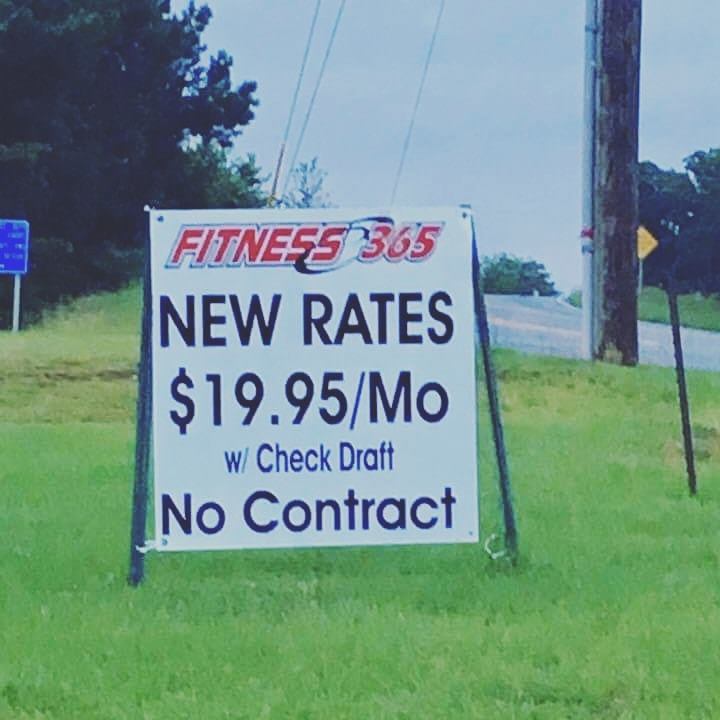 FITNESS 365
NEW RATES
$19.95/Mo
w/ Check Draft
No Contract